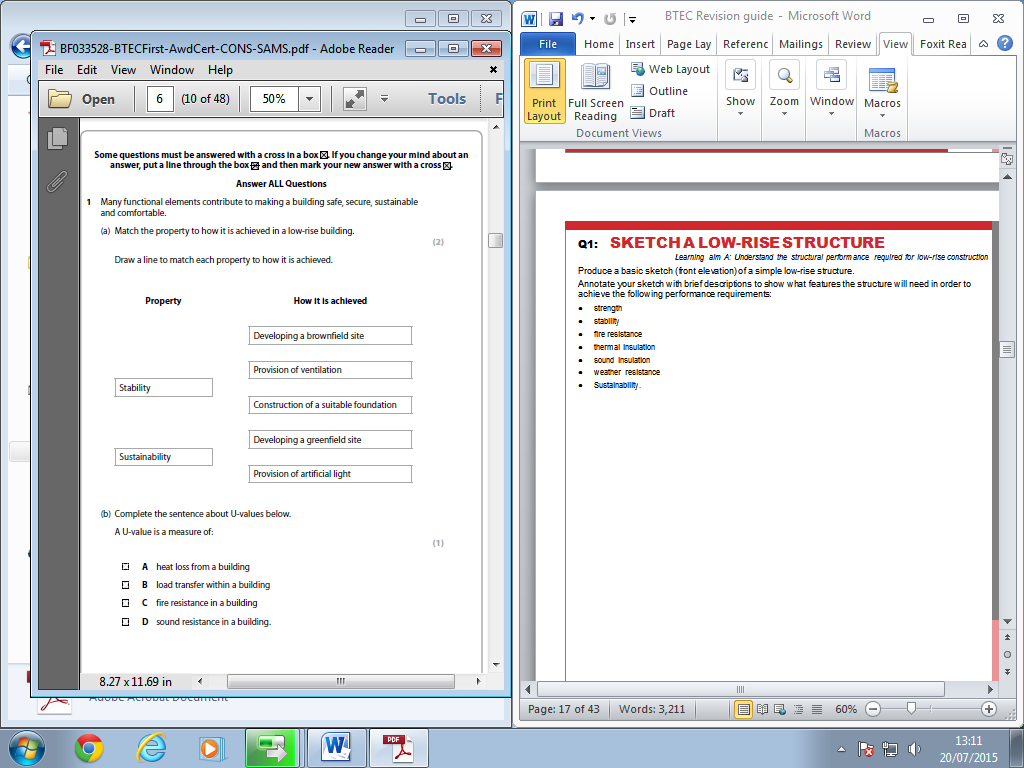 BF033528-BTECFirst-AwdCert-CONS-SAMS.pdf - Adobe Reader
File Edit View Window Help
Open 6 (10 of 48) 50% Tools F
Some questions must be answered with a cross in a box ☒. If you change your mind about an
answer, put a line through the box and then mark your new answer with a cross ☒.
Answer ALL Questions
1 Many functional elements contribute to making a building safe, secure, sustainable
and comfortable.
(a) Match the property to how it is achieved in a low-rise building.
(2)
Draw a line to match each property to how it is achieved.
Property How it is achieved
Developing a brownfield site
Provision of ventilation
Stability
Construction of a suitable foundation
Developing a greenfield site
Sustainability
Provision of artificial light
(b) Complete the sentence about U-values below.
A U-value is a measure of:
(1)
A heat loss from a building
B load transfer within a building
C fire resistance in a building
D sound resistance in a building.
8.27 x 11.69 in
Adobe Acrobat Document
BTEC Revision guide - Microsoft Word
File Home Insert Page Lay Referenc Mailings Review View Foxit Rea
Print Layout
Full Screen Reading
Web Layout
Outline
Draft
Show Zoom Window Macros
Document Views Macros
Q1: SKETCH A LOW-RISE STRUCTURE
Learning aim A: Understand the structural performance required for low-rise construction
Produce a basic sketch (front elevation) of a simple low-rise structure.
Annotate your sketch with brief descriptions to show what features the structure will need in order to
achieve the following performance requirements:
• strength
• stability
• fire resistance
• thermal insulation
• sound insulation
• weather resistance
• Sustainability.
Page: 17 of 43 Words: 3,211 60%
PDF
13:11
20/07/2015